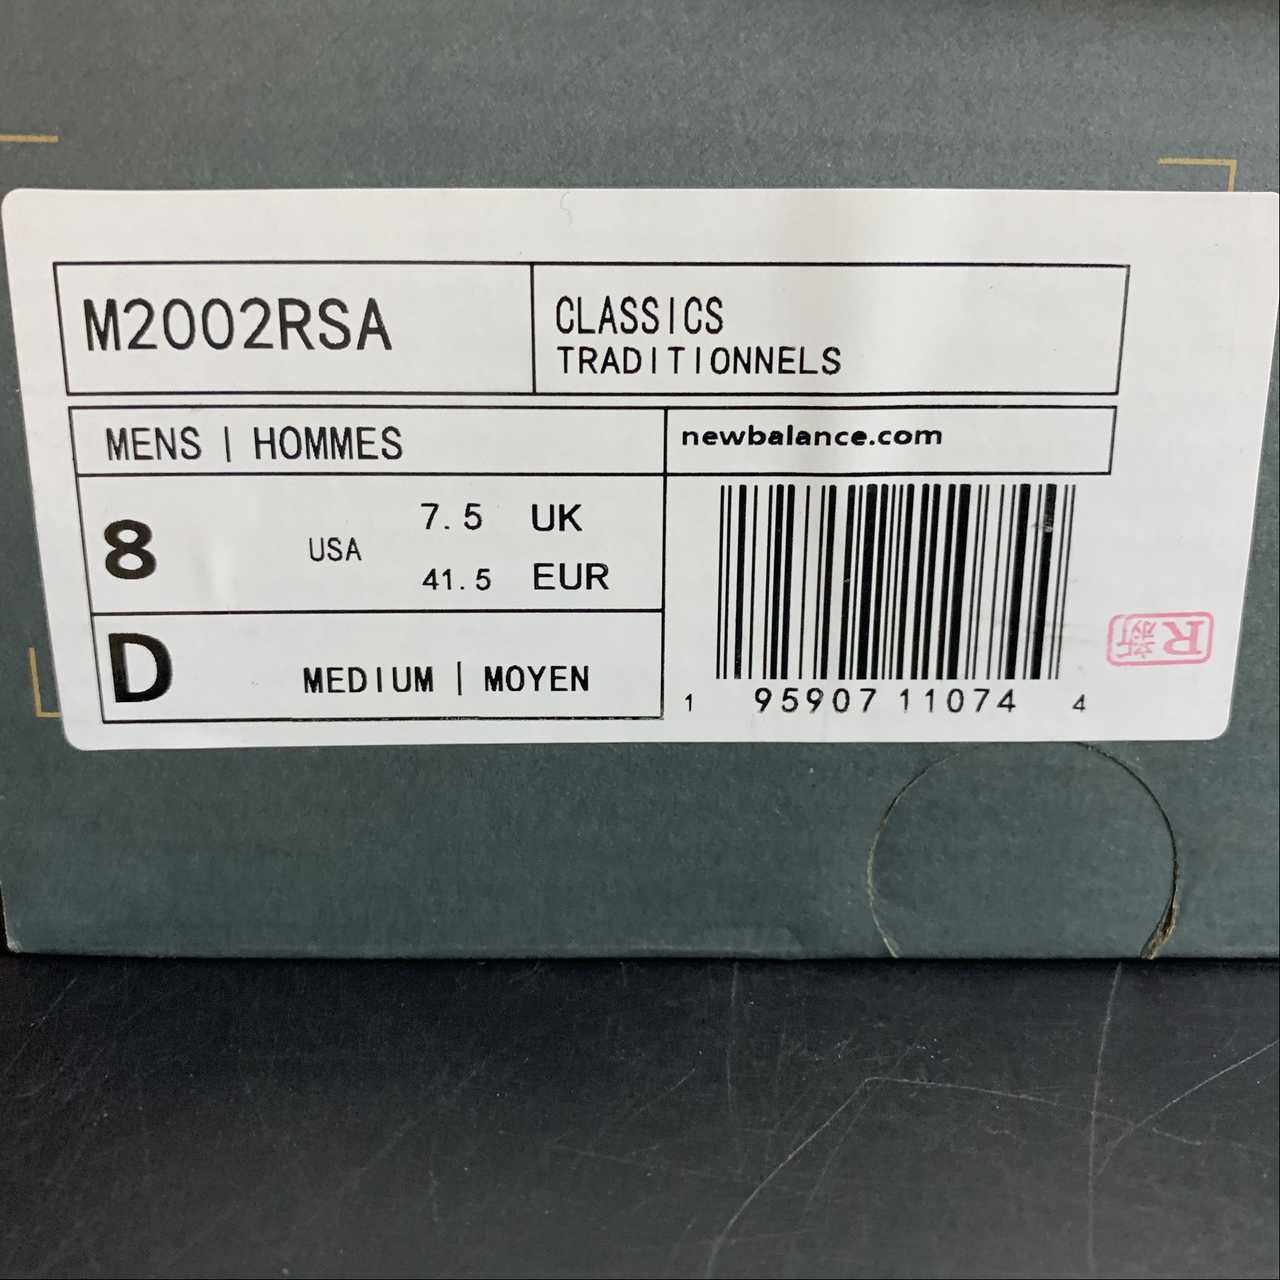 M2002RSA
CLASSICS
TRADITIONNELS
MENS | HOMMES
newbalance.com
8
USA
7.5 UK
41.5 EUR
D
MEDIUM | MOYEN
1 95907 11074 4
R